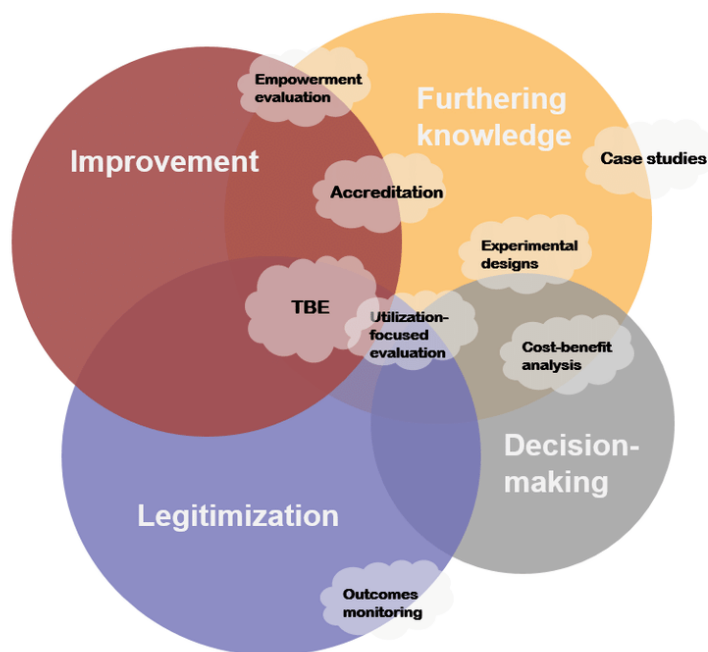 Empowerment
evaluation
Furthering
knowledge
Improvement
Case studies
Accreditation
Experimental
designs
TBE
Utilization-
focused
evaluation
Cost-benefit
analysis
Decision-
making
Legitimization
Outcomes
monitoring